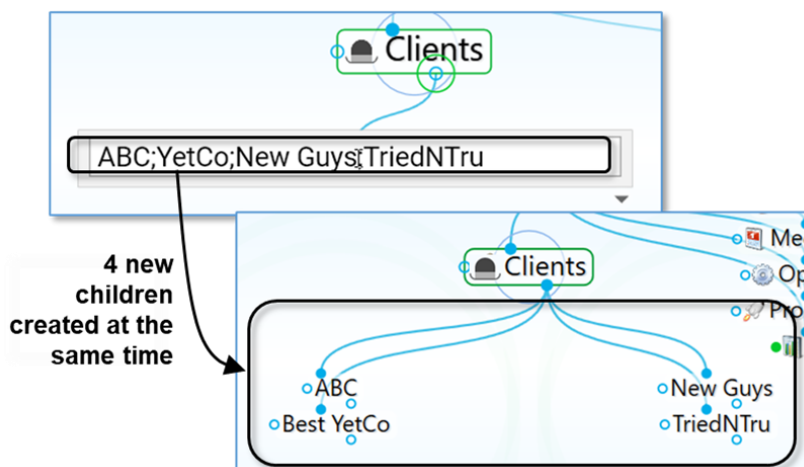 Clients
ABC;YetCo;New Guys;TriedNTru
4 new
children
created at the
same time
Clients
Me
Op
Pro
ABC
New Guys
Best YetCo
TriedNTru